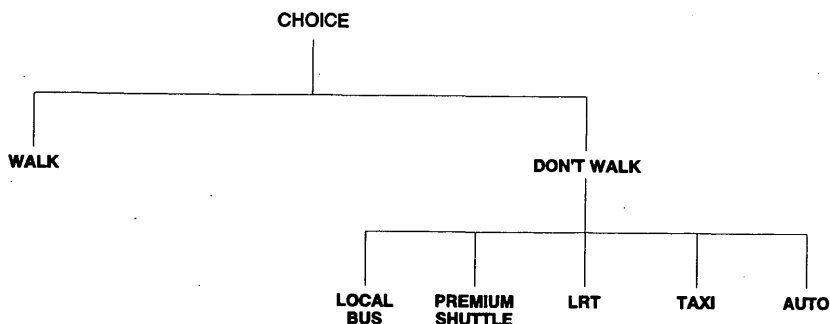 CHOICE
WALK
DON'T WALK
LOCAL BUS
PREMIUM SHUTTLE
LRT
TAXI
AUTO